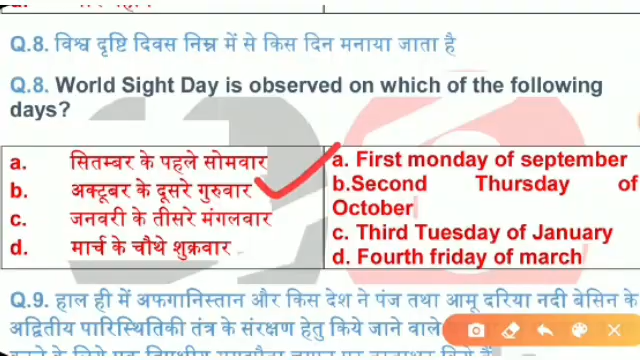 Q.8. विश्व दृष्टि दिवस निम्न में से किस दिन मनाया जाता है
Q.8. World Sight Day is observed on which of the following
days?
a. सितम्बर के पहले सोमवार
b. अक्टूबर के दूसरे गुरुवार
c. जनवरी के तीसरे मंगलवार
d. मार्च के चौथे शुक्रवार
a. First monday of september
b.Second Thursday of
October
c. Third Tuesday of January
d. Fourth friday of march
Q.9. हाल ही में अफगानिस्तान और किस देश ने पंज तथा आमू दरिया नदी बेसिन के
अद्वितीय पारिस्थितिकी तंत्र के संरक्षण हेतु किये जाने वाले